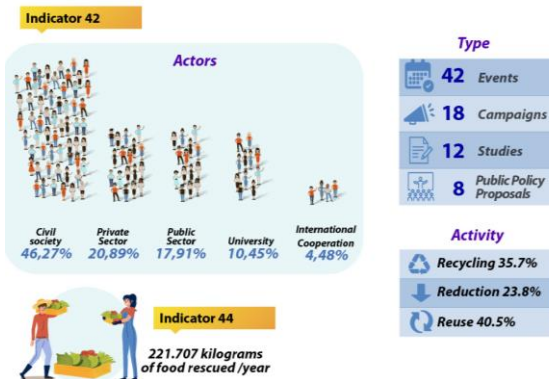 Indicator 42
Actors
Civil
society
46,27%
Private
Sector
20,89%
Public
Sector
17,91%
University
10,45%
International
Cooperation
4,48%
Indicator 44
221.707 kilograms
of food rescued /year
Type
42 Events
18 Campaigns
12 Studies
8 Public Policy
Proposals
Activity
Recycling 35.7%
Reduction 23.8%
Reuse 40.5%